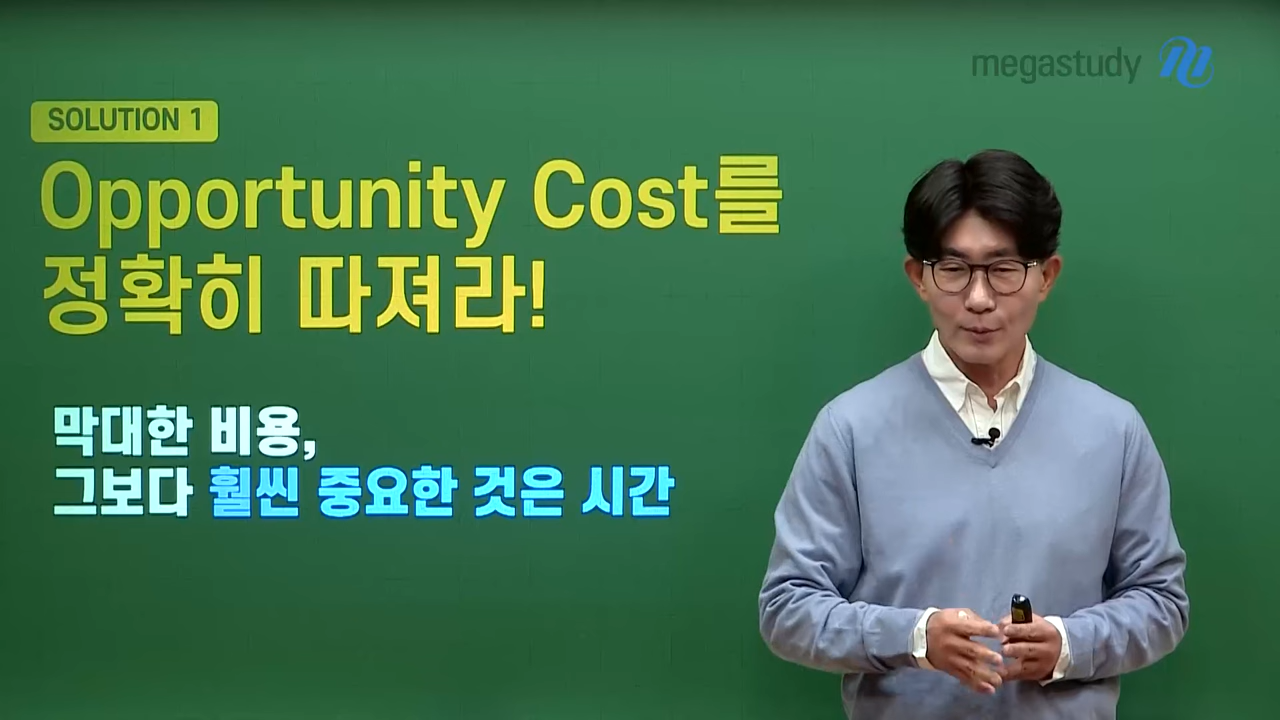 megastudy
SOLUTION 1
Opportunity Cost를
정확히 따져라!
막대한 비용,
그보다 훨씬 중요한 것은 시간